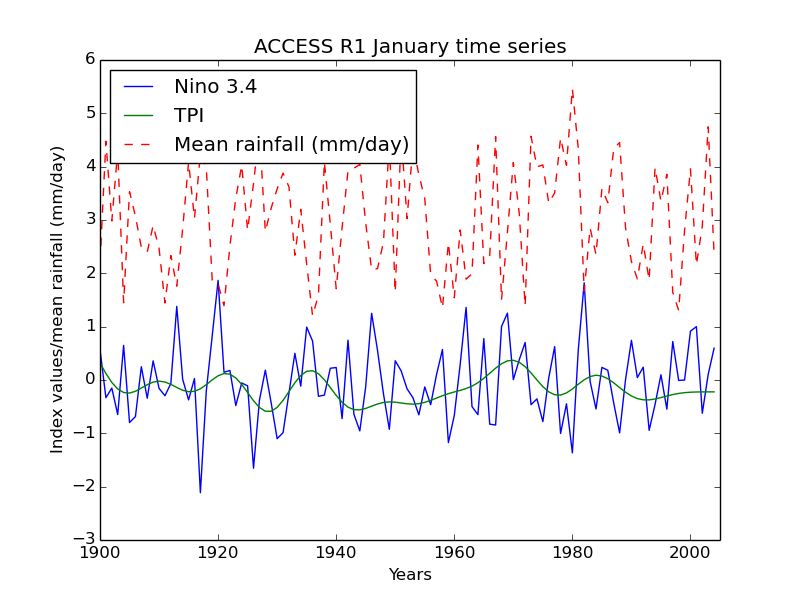 ACCESS R1 January time series
Index values/mean rainfall (mm/day)
6
5
4
3
2
1
0
−1
−2
−3
Nino 3.4
TPI
Mean rainfall (mm/day)
1900 1920 1940 1960 1980 2000
Years